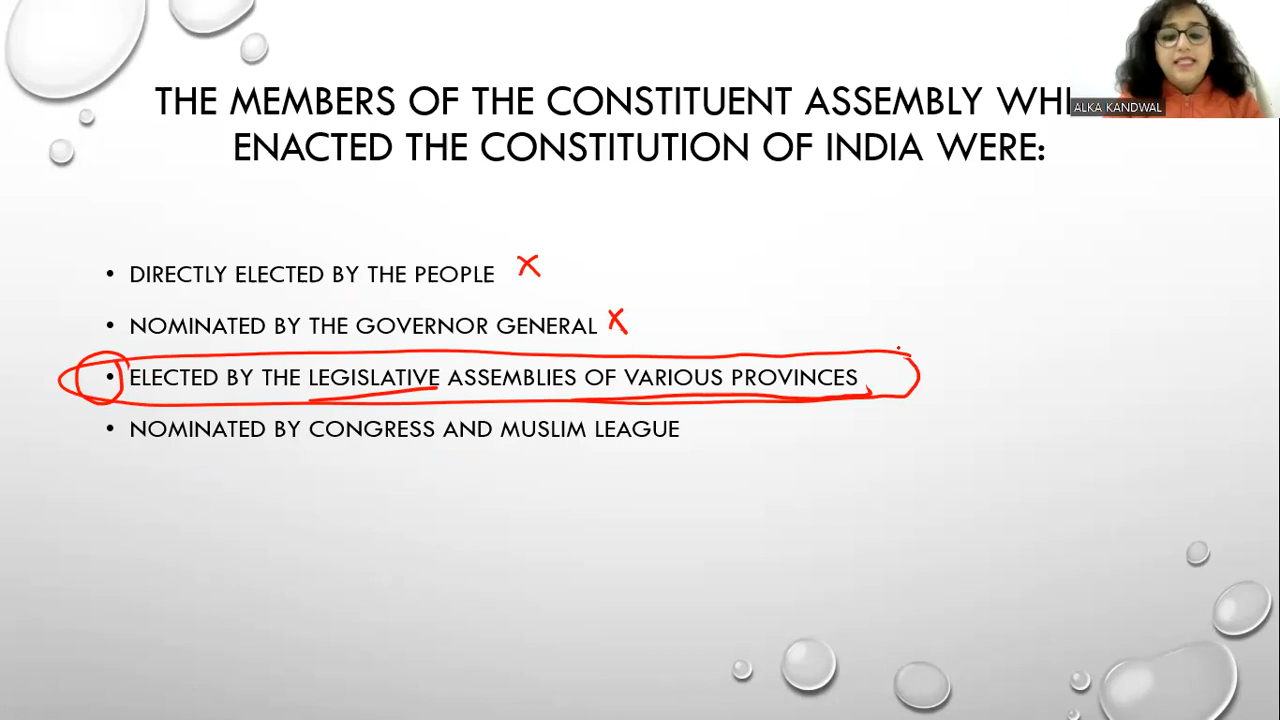 THE MEMBERS OF THE CONSTITUENT ASSEMBLY WHI
ALKA KANDWAL
ENACTED THE CONSTITUTION OF INDIA WERE:
• DIRECTLY ELECTED BY THE PEOPLE X
• NOMINATED BY THE GOVERNOR GENERAL X
• ELECTED BY THE LEGISLATIVE ASSEMBLIES OF VARIOUS PROVINCES
• NOMINATED BY CONGRESS AND MUSLIM LEAGUE